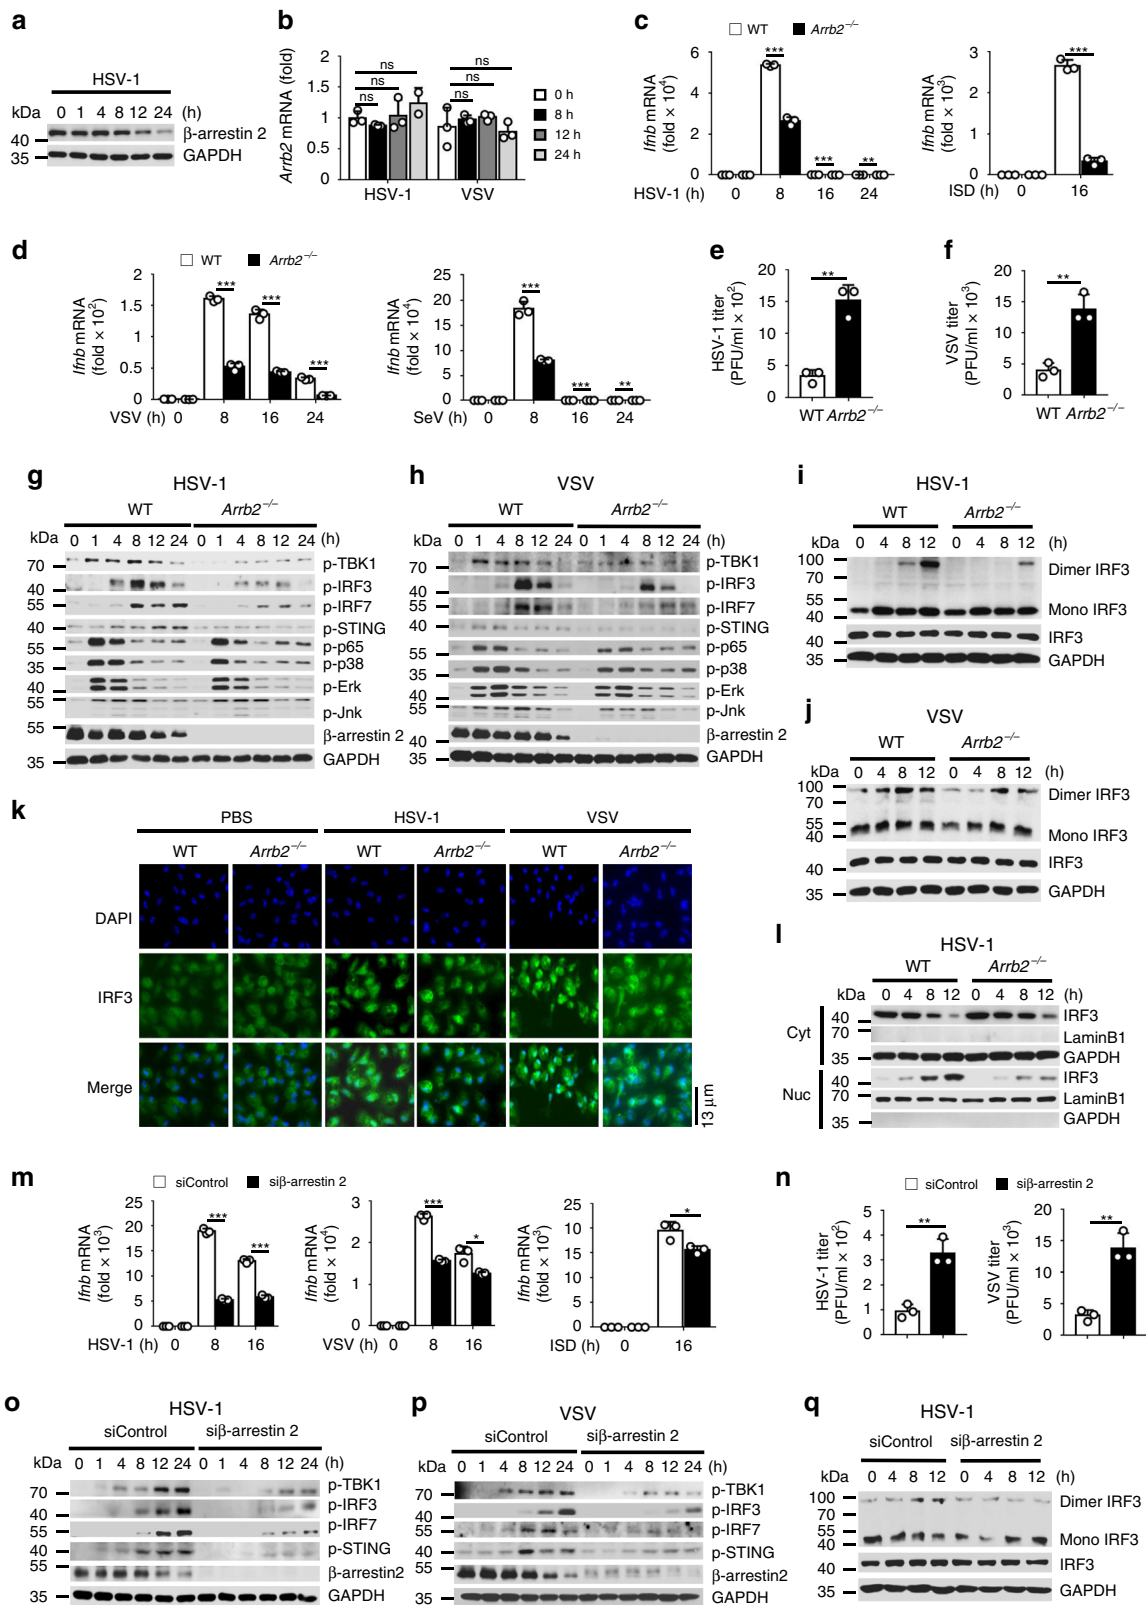 a
HSV-1
kDa 0 1 4 8 12 24 (h)
40 β-arrestin 2
35 GAPDH
b
Arrb2 mRNA (fold)
2
1.5
1
0.5
0
ns ns
ns ns
ns ns
0 h
8 h
12 h
24 h
HSV-1 VSV
c
WT Arrb2−/−
Ifnb mRNA (fold × 10⁴)
6
4
2
0
*** *** **
HSV-1 (h) 0 8 16 24
Ifnb mRNA (fold × 10³)
3
2
1
0
***
ISD (h) 0 16
d
WT Arrb2−/−
Ifnb mRNA (fold × 10²)
2
1.5
1
0.5
0
*** *** ***
VSV (h) 0 8 16 24
Ifnb mRNA (fold × 10⁴)
25
20
15
10
5
0
*** *** **
SeV (h) 0 8 16 24
e
HSV-1 titer (PFU/ml × 10²)
20
15
10
5
0
**
WT Arrb2−/−
f
VSV titer (PFU/ml × 10³)
20
15
10
5
0
**
WT Arrb2−/−
g
HSV-1
WT Arrb2−/−
kDa 0 1 4 8 12 24 0 1 4 8 12 24 (h)
70 p-TBK1
40 p-IRF3
55 p-IRF7
40 p-STING
55 p-p65
35 p-p38
40 p-Erk
55 p-Jnk
55 β-arrestin 2
35 GAPDH
h
VSV
WT Arrb2−/−
kDa 0 1 4 8 12 24 0 1 4 8 12 24 (h)
70 p-TBK1
40 p-IRF3
55 p-IRF7
40 p-STING
55 p-p65
35 p-p38
40 p-Erk
55 p-Jnk
40 β-arrestin 2
35 GAPDH
i
HSV-1
WT Arrb2−/−
0 4 8 12 0 4 8 12 (h)
kDa
100 Dimer IRF3
70
55
40 Mono IRF3
40 IRF3
35 GAPDH
j
VSV
WT Arrb2−/−
kDa 0 4 8 12 0 4 8 12 (h)
100 Dimer IRF3
70
55
40 Mono IRF3
40 IRF3
35 GAPDH
k
PBS HSV-1 VSV
WT Arrb2−/− WT Arrb2−/− WT Arrb2−/−
DAPI
IRF3
Merge
13 μm
l
HSV-1
WT Arrb2−/−
kDa 0 4 8 12 0 4 8 12 (h)
Cyt
40 IRF3
70 LaminB1
35 GAPDH
Nuc
40 IRF3
70 LaminB1
35 GAPDH
m
siControl siβ-arrestin 2
Ifnb mRNA (fold × 10³)
25
20
15
10
5
0
*** ***
HSV-1 (h) 0 8 16
Ifnb mRNA (fold × 10⁴)
3
2
1
0
*** *
VSV (h) 0 8 16
Ifnb mRNA (fold × 10³)
25
20
15
10
15
10
5
0
*
ISD (h) 0 16
n
siControl siβ-arrestin 2
HSV-1 titer (PFU/ml × 10²)
5
4
3
2
1
0
**
VSV titer (PFU/ml × 10³)
20
15
10
5
0
**
o
HSV-1
siControl siβ-arrestin 2
kDa 0 1 4 8 12 24 0 1 4 8 12 24 (h)
70 p-TBK1
40 p-IRF3
55 p-IRF7
40 p-STING
55 β-arrestin2
35 GAPDH
p
VSV
siControl siβ-arrestin 2
kDa 0 1 4 8 12 24 0 1 4 8 12 24 (h)
70 p-TBK1
40 p-IRF3
55 p-IRF7
40 p-STING
55 β-arrestin2
35 GAPDH
q
HSV-1
siControl siβ-arrestin 2
kDa 0 4 8 12 0 4 8 12 (h)
100 Dimer IRF3
70
55
40 Mono IRF3
40 IRF3
35 GAPDH